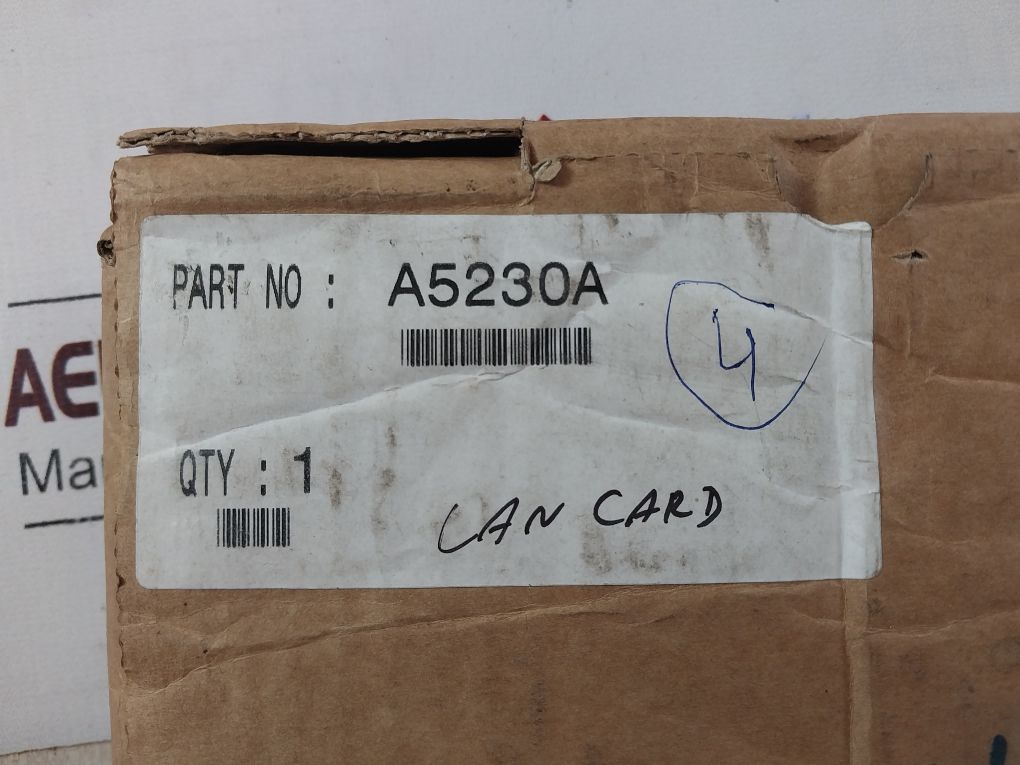 PART NO : A5230A
4
QTY : 1
LAN CARD
AE
Ma